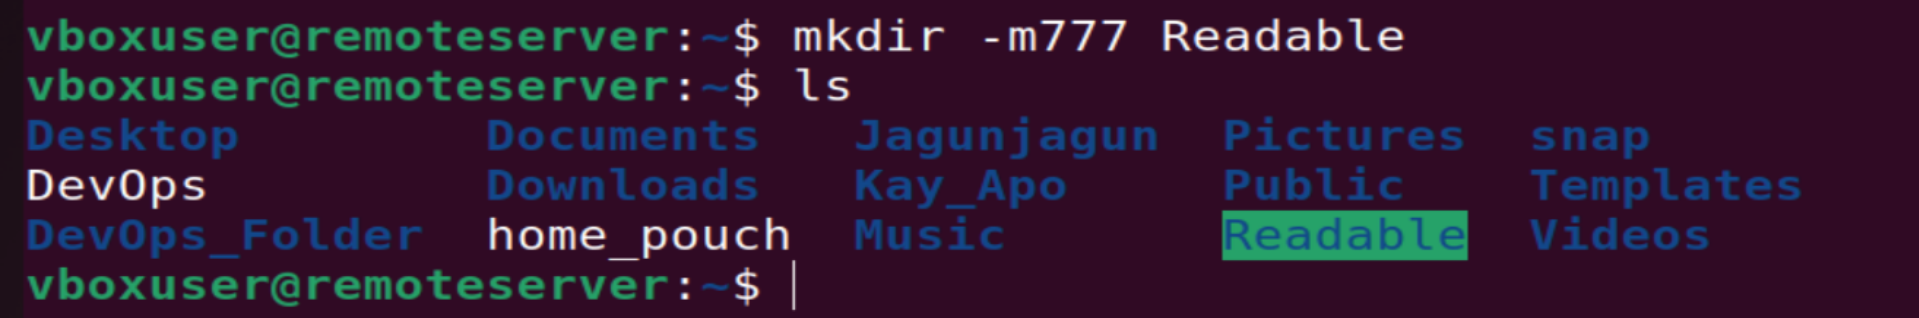 vboxuser@remoteserver:~$ mkdir -m777 Readable
vboxuser@remoteserver:~$ ls
Desktop Documents Jagunjagun Pictures snap
DevOps Downloads Kay_Apo Public Templates
DevOps_Folder home_pouch Music Readable Videos
vboxuser@remoteserver:~$